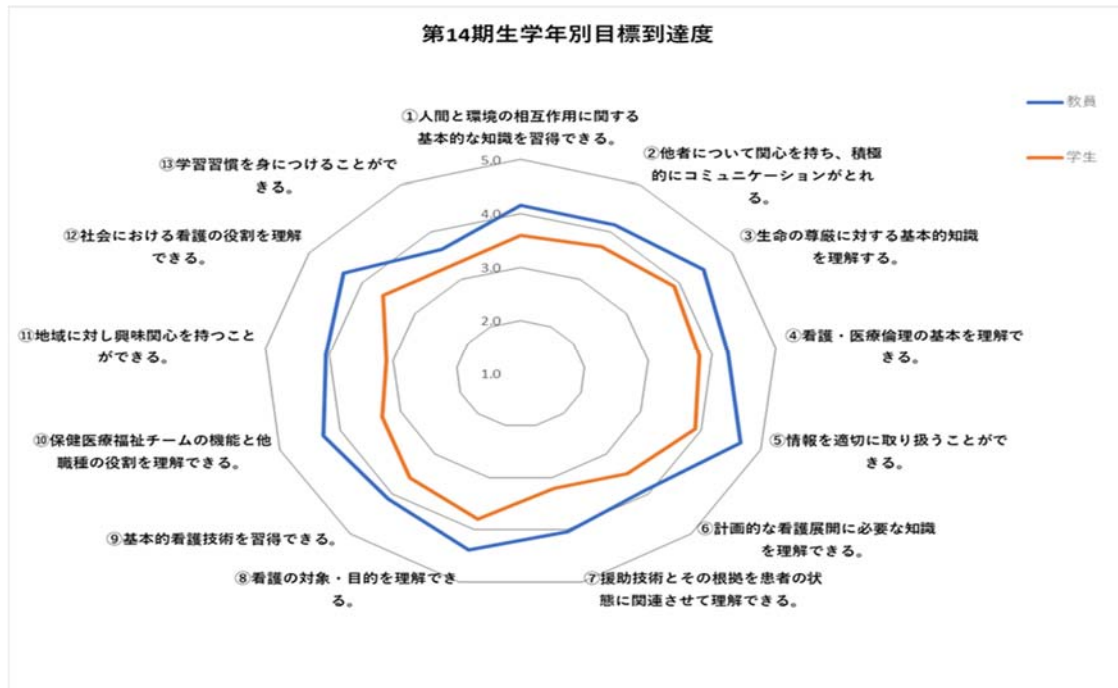 第14期生学年別目標到達度
教員
学生
①人間と環境の相互作用に関する
基本的な知識を習得できる。
②他者について関心を持ち、積極
的にコミュニケーションがとれ
る。
③生命の尊厳に対する基本的知識
を理解する。
④看護・医療倫理の基本を理解で
きる。
⑤情報を適切に取り扱うことがで
きる。
⑥計画的な看護展開に必要な知識
を理解できる。
⑦援助技術とその根拠を患者の状
態に関連させて理解できる。
⑧看護の対象・目的を理解でき
る。
⑨基本的看護技術を習得できる。
⑩保健医療福祉チームの機能と他
職種の役割を理解できる。
⑪地域に対し興味関心を持つこと
ができる。
⑫社会における看護の役割を理解
できる。
⑬学習習慣を身につけることがで
きる。
5.0
4.0
3.0
2.0
1.0